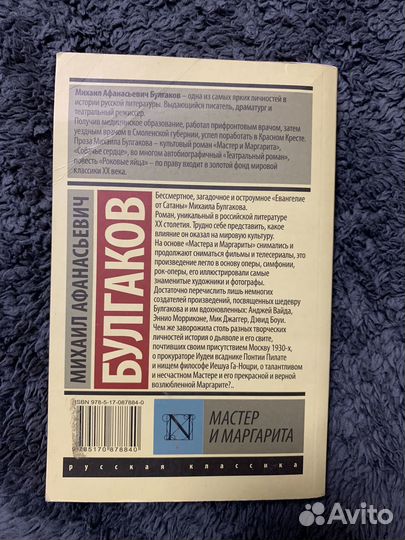 Михаил Афанасьевич Булгаков – одна из самых ярких личностей в
истории русской литературы. Выдающийся писатель, драматург и
театральный режиссер.
Получив медицинское образование, работал прифронтовым врачом, затем
уездным врачом в Смоленской губернии, успел поработать в Красном Кресте.
Проза Михаила Булгакова – культовый роман «Мастер и Маргарита»,
«Собачье сердце», во многом автобиографичный «Театральный роман»,
повесть «Роковые яйца» – по праву входит в золотой фонд мировой
классики XX века.
МИХАИЛ АФАНАСЬЕВИЧ
БУЛГАКОВ
Бессмертное, загадочное и остроумное «Евангелие
от Сатаны» Михаила Булгакова.
Роман, уникальный в российской литературе
XX столетия. Трудно себе представить, какое
влияние он оказал на мировую культуру.
На основе «Мастера и Маргариты» снимались и
продолжают сниматься фильмы и телесериалы, это
произведение легло в основу оперы, симфонии,
рок-оперы, его иллюстрировали самые
знаменитые художники и фотографы.
Достаточно перечислить лишь немногих
создателей произведений, посвященных шедевру
Булгакова и им вдохновленных: Анджей Вайда,
Эннио Морриконе, Мик Джаггер, Дэвид Боуи.
Чем же заворожила столь разных творческих
личностей история о дьяволе и его свите,
почтивших своим присутствием Москву 1930-х,
о прокураторе Иудеи всаднике Понтии Пилате
и нищем философе Иешуа Га-Ноцри, о талантливом
и несчастном Мастере и его прекрасной и верной
возлюбленной Маргарите?..
ISBN 978-5-17-087884-0
9785170878840
N
МАСТЕР
И МАРГАРИТА
русская классика
Avito